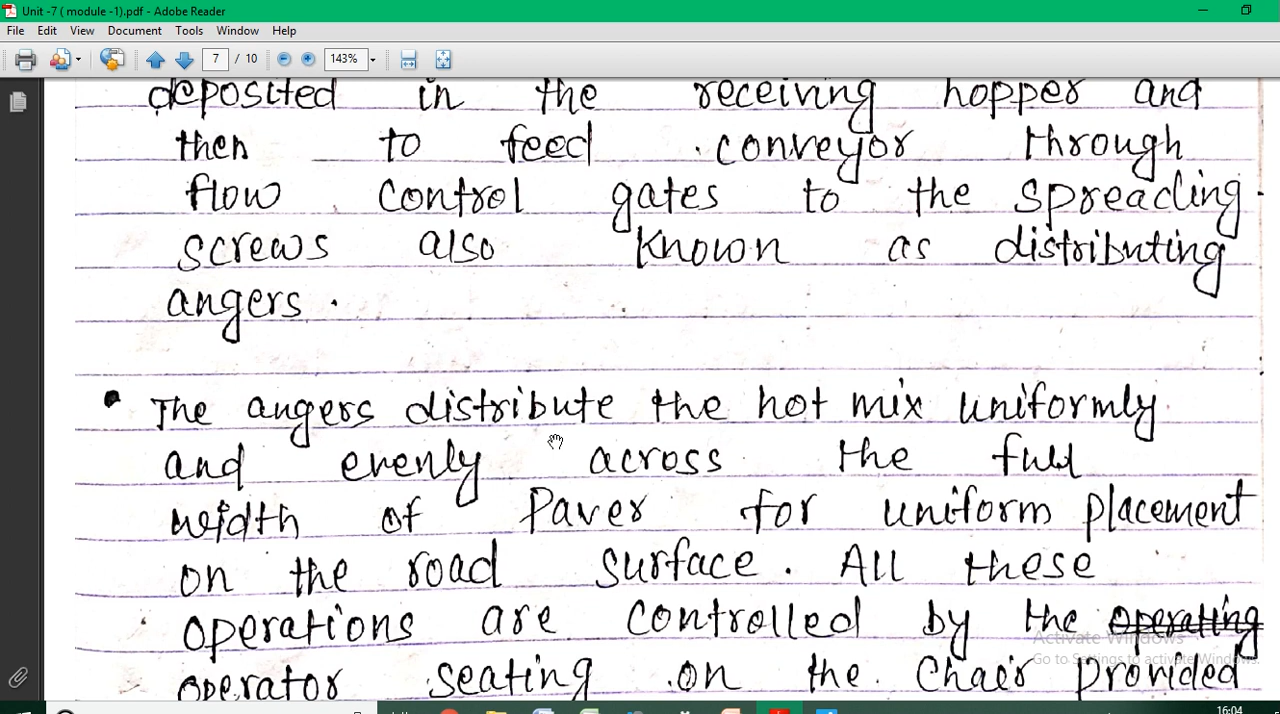 Unit -7 ( module -1).pdf - Adobe Reader
File Edit View Document Tools Window Help
7 / 10 143%
deposited in the receiving hopper and
then to feed conveyor through
flow control gates to the spreading
screws also known as distributing
angers.
• The angers distribute the hot mix uniformly
and evenly across the full
width of Paver for uniform placement
on the road surface. All these
operations are controlled by the operating
Activate Windows
Go to Settings to activate Windows.
operator seating on the Chair Provided
16:04